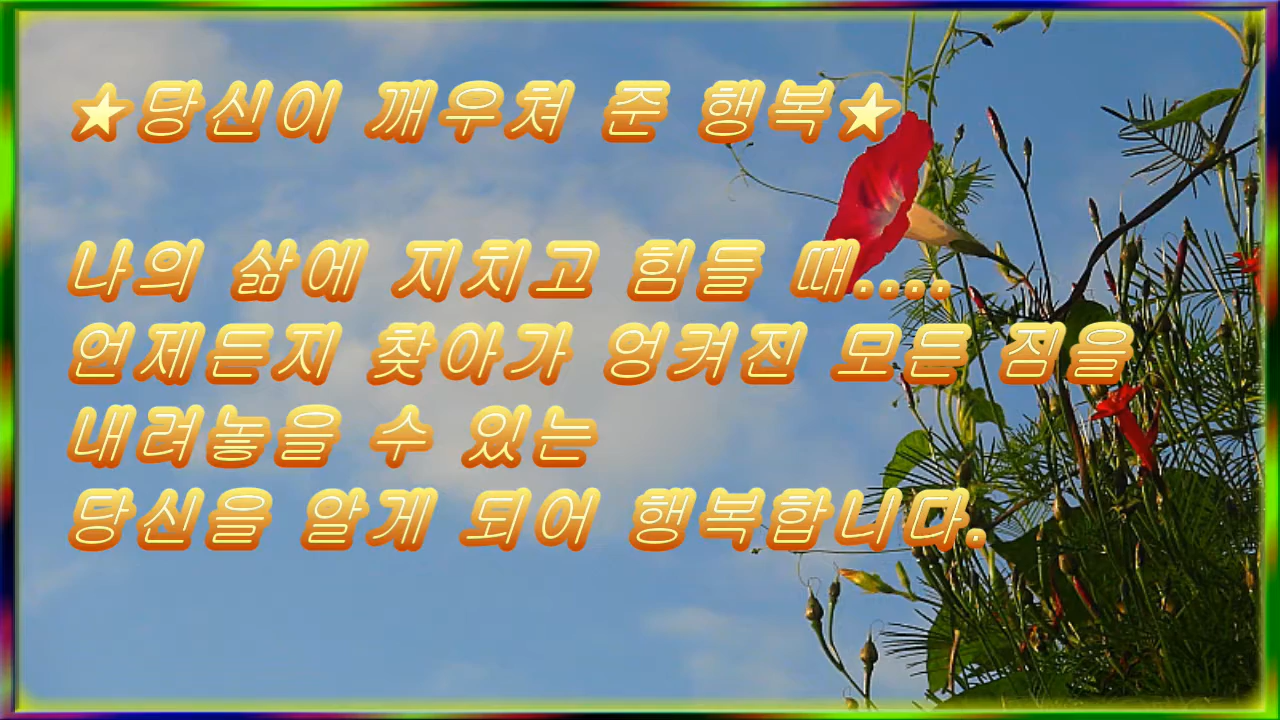 ★당신이 깨우쳐 준 행복★
나의 삶에 지치고 힘들 때....
언제든지 찾아가 엉켜진 모든 짐을
내려놓을 수 있는
당신을 알게 되어 행복합니다.